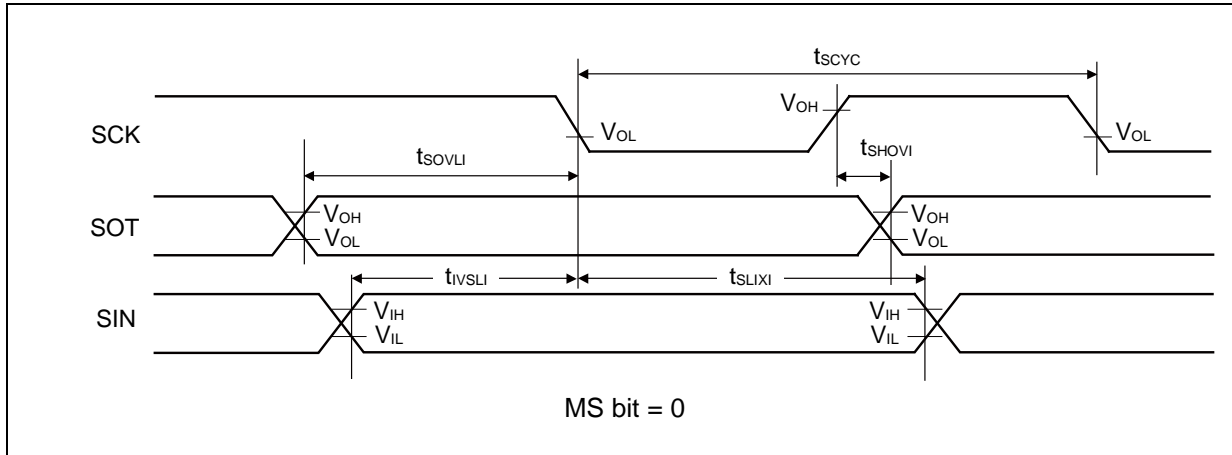 tSCYC
VOH
SCK
VOL
VOL
tSOVLI
tSHOVI
VOH
VOH
SOT
VOL
VOL
tIVSLI
tSLIXI
VIH
VIH
SIN
VIL
VIL
MS bit = 0